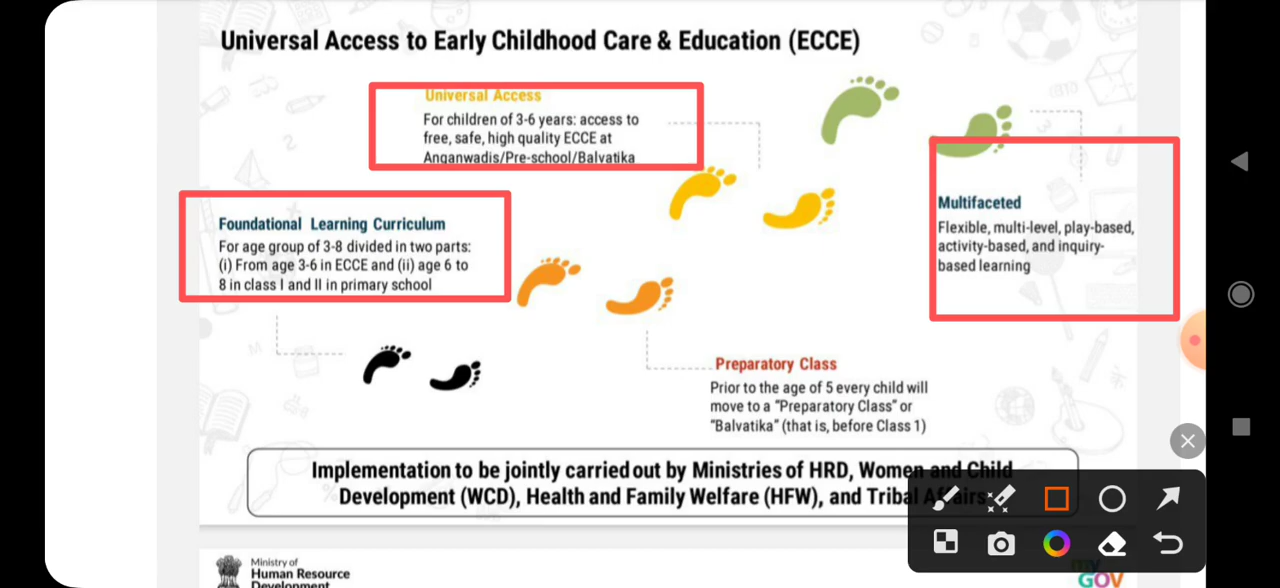 Universal Access to Early Childhood Care & Education (ECCE)
Universal Access
For children of 3-6 years: access to
free, safe, high quality ECCE at
Anganwadis/Pre-school/Balvatika
Foundational Learning Curriculum
For age group of 3-8 divided in two parts:
(i) From age 3-6 in ECCE and (ii) age 6 to
8 in class I and II in primary school
Multifaceted
Flexible, multi-level, play-based,
activity-based, and inquiry-
based learning
Preparatory Class
Prior to the age of 5 every child will
move to a “Preparatory Class” or
“Balvatika” (that is, before Class 1)
Implementation to be jointly carried out by Ministries of HRD, Women and Child
Development (WCD), Health and Family Welfare (HFW), and Tribal Affairs
Ministry of
Human Resource
Development
my
GOV